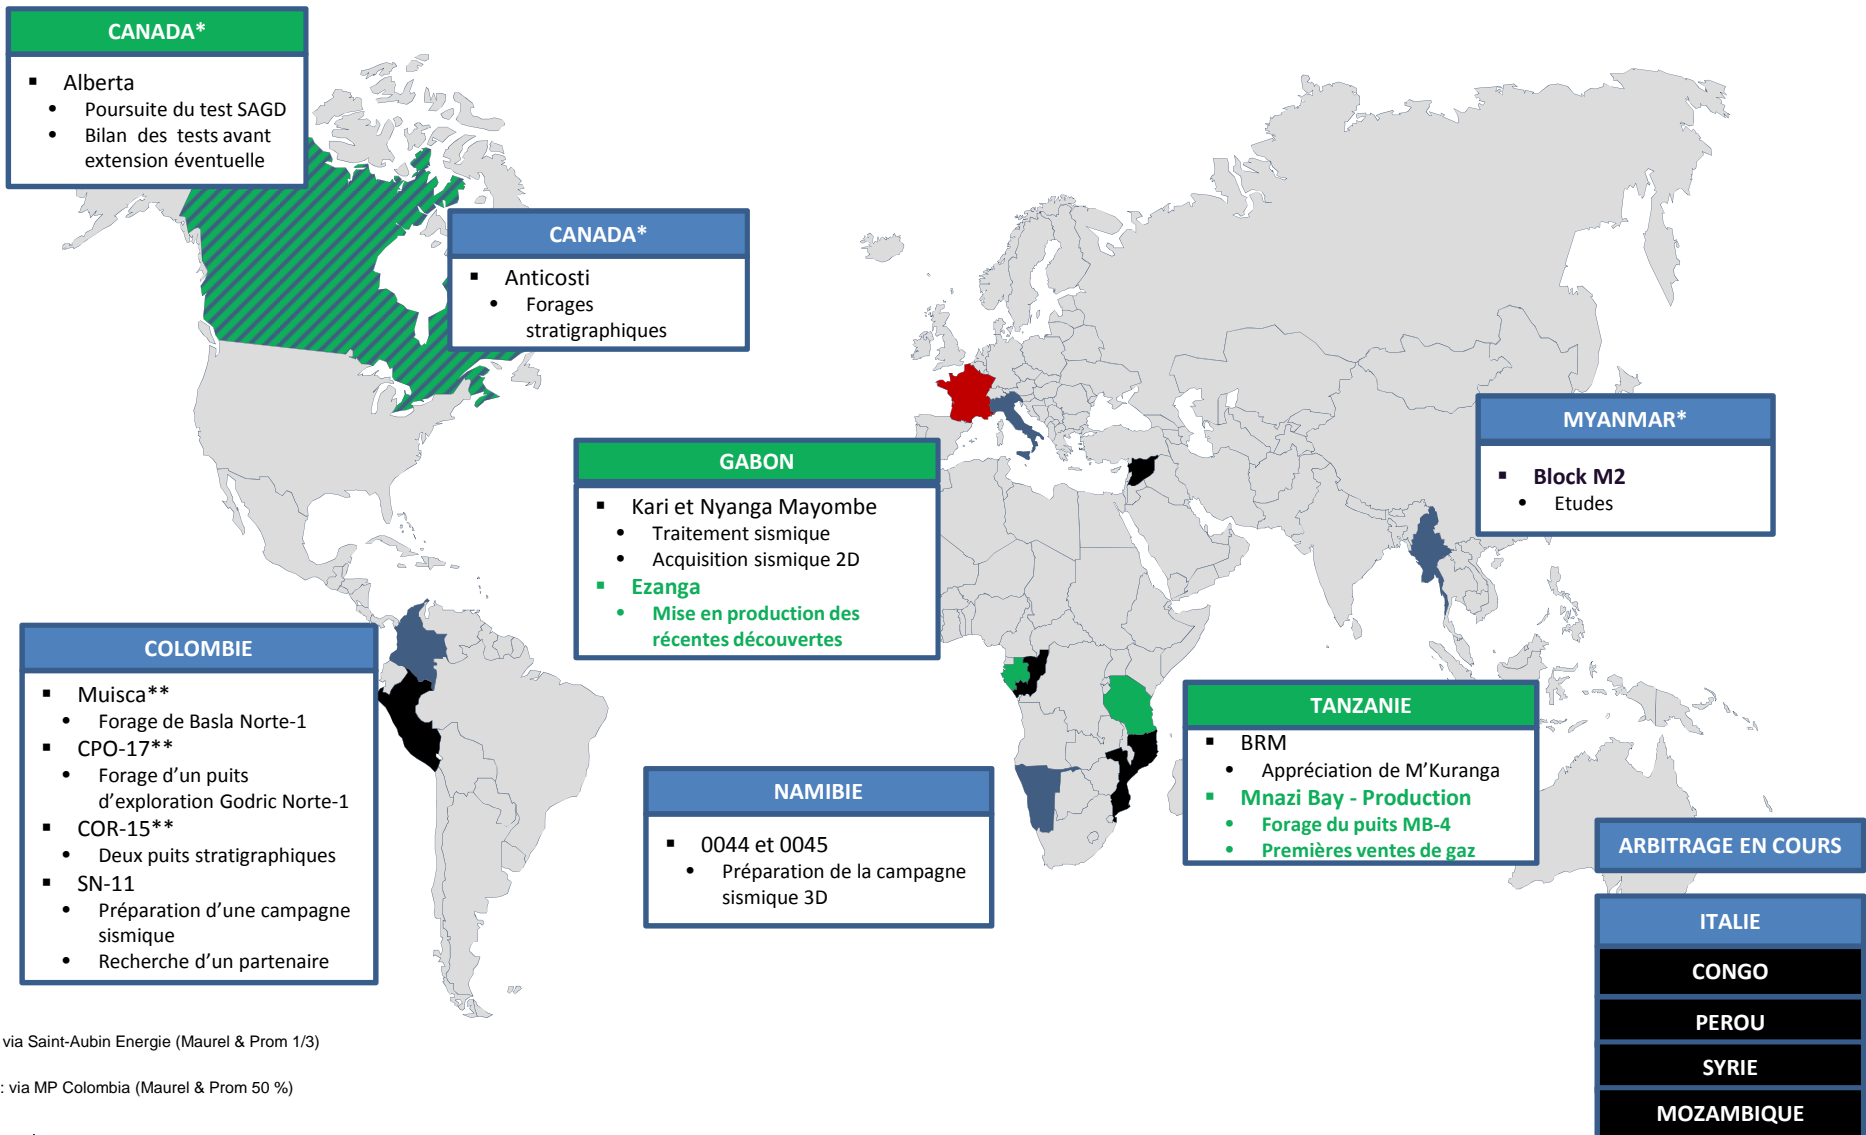 CANADA*
▪ Alberta
• Poursuite du test SAGD
• Bilan des tests avant
extension éventuelle
CANADA*
▪ Anticosti
• Forages
stratigraphiques
MYANMAR*
▪ Block M2
• Etudes
GABON
▪ Kari et Nyanga Mayombe
• Traitement sismique
• Acquisition sismique 2D
▪ Ezanga
• Mise en production des
récentes découvertes
COLOMBIE
▪ Muisca**
• Forage de Basla Norte-1
▪ CPO-17**
• Forage d’un puits
d’exploration Godric Norte-1
▪ COR-15**
• Deux puits stratigraphiques
▪ SN-11
• Préparation d’une campagne
sismique
• Recherche d’un partenaire
NAMIBIE
▪ 0044 et 0045
• Préparation de la campagne
sismique 3D
TANZANIE
▪ BRM
• Appréciation de M’Kuranga
▪ Mnazi Bay - Production
• Forage du puits MB-4
• Premières ventes de gaz
ARBITRAGE EN COURS
ITALIE
CONGO
PEROU
SYRIE
MOZAMBIQUE
via Saint-Aubin Energie (Maurel & Prom 1/3)
: via MP Colombia (Maurel & Prom 50 %)